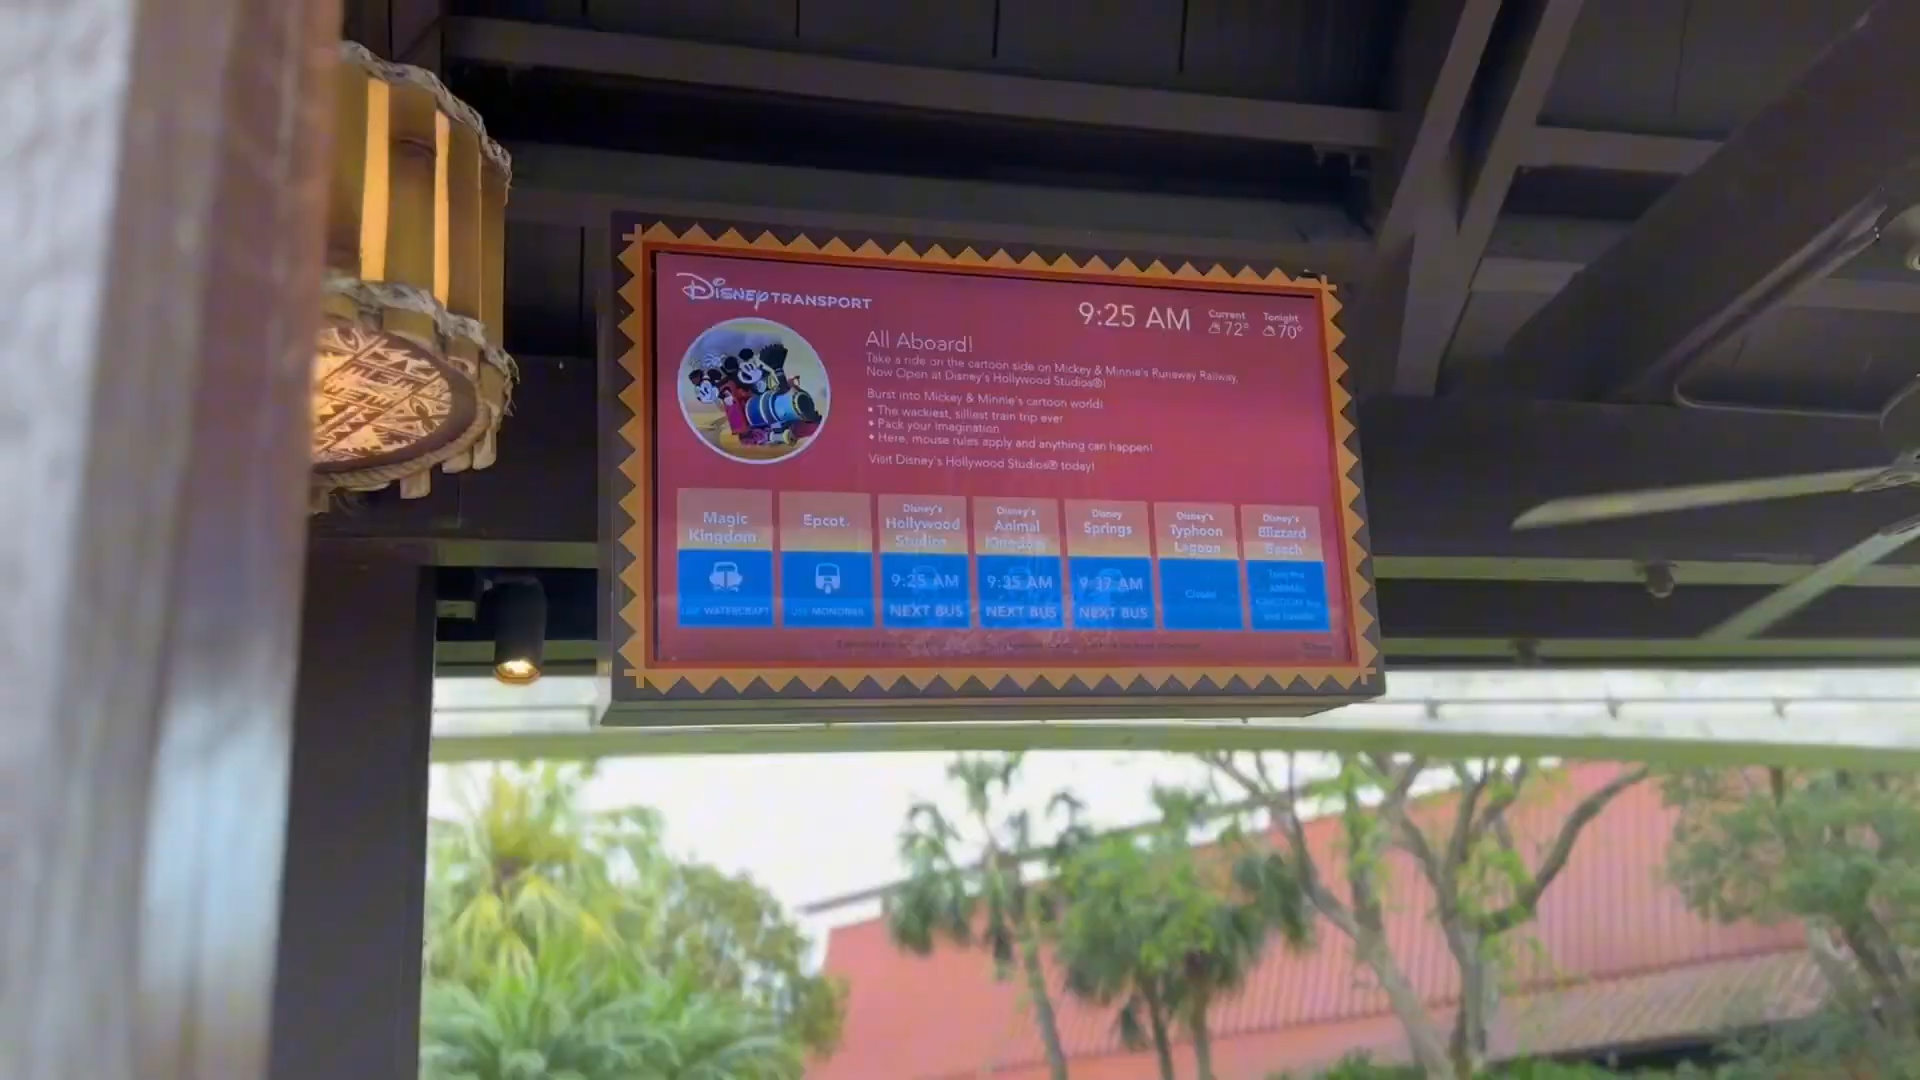 Disney TRANSPORT
9:25 AM
Current
72°
Tonight
70°
All Aboard!
Take a ride on the cartoon side on Mickey & Minnie's Runaway Railway,
Now Open at Disney's Hollywood Studios®!
Burst into Mickey & Minnie's cartoon world!
• The wackiest, silliest train trip ever
• Pack your imagination
• Here, mouse rules apply and anything can happen!
Visit Disney's Hollywood Studios® today!
Magic
Kingdom
USE WATERCRAFT
Epcot
USE MONORAIL
Disney's
Hollywood
Studios
9:25 AM
NEXT BUS
Disney's
Animal
Kingdom
9:35 AM
NEXT BUS
Disney
Springs
9:37 AM
NEXT BUS
Disney's
Typhoon
Lagoon
Closed
Disney's
Blizzard
Beach
ANIMAL
KINGDOM